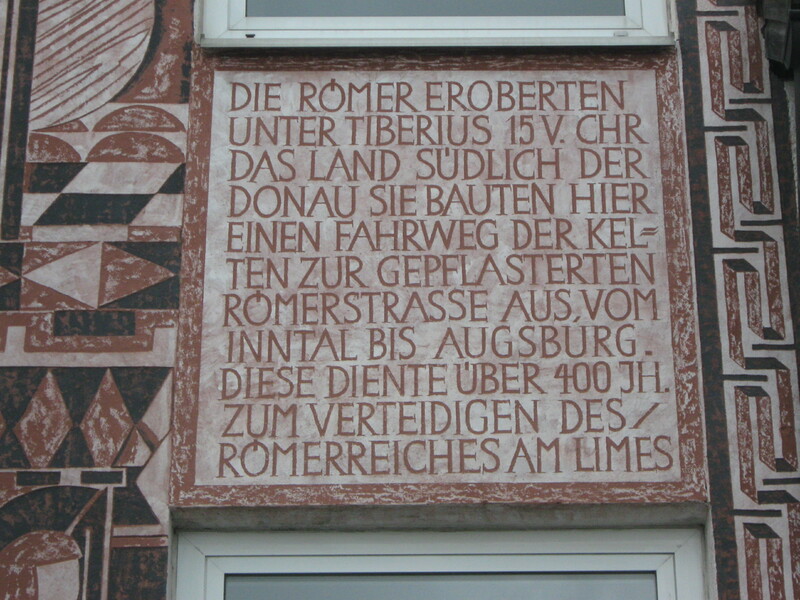 DIE RÖMER EROBERTEN
UNTER TIBERIUS 15 V. CHR
DAS LAND SÜDLICH DER
DONAU SIE BAUTEN HIER
EINEN FAHRWEG DER KEL=
TEN ZUR GEPFLASTERTEN
RÖMERSTRASSE AUS, VOM
INNTAL BIS AUGSBURG.
DIESE DIENTE ÜBER 400 JH.
ZUM VERTEIDIGEN DES/
RÖMERREICHES AM LIMES